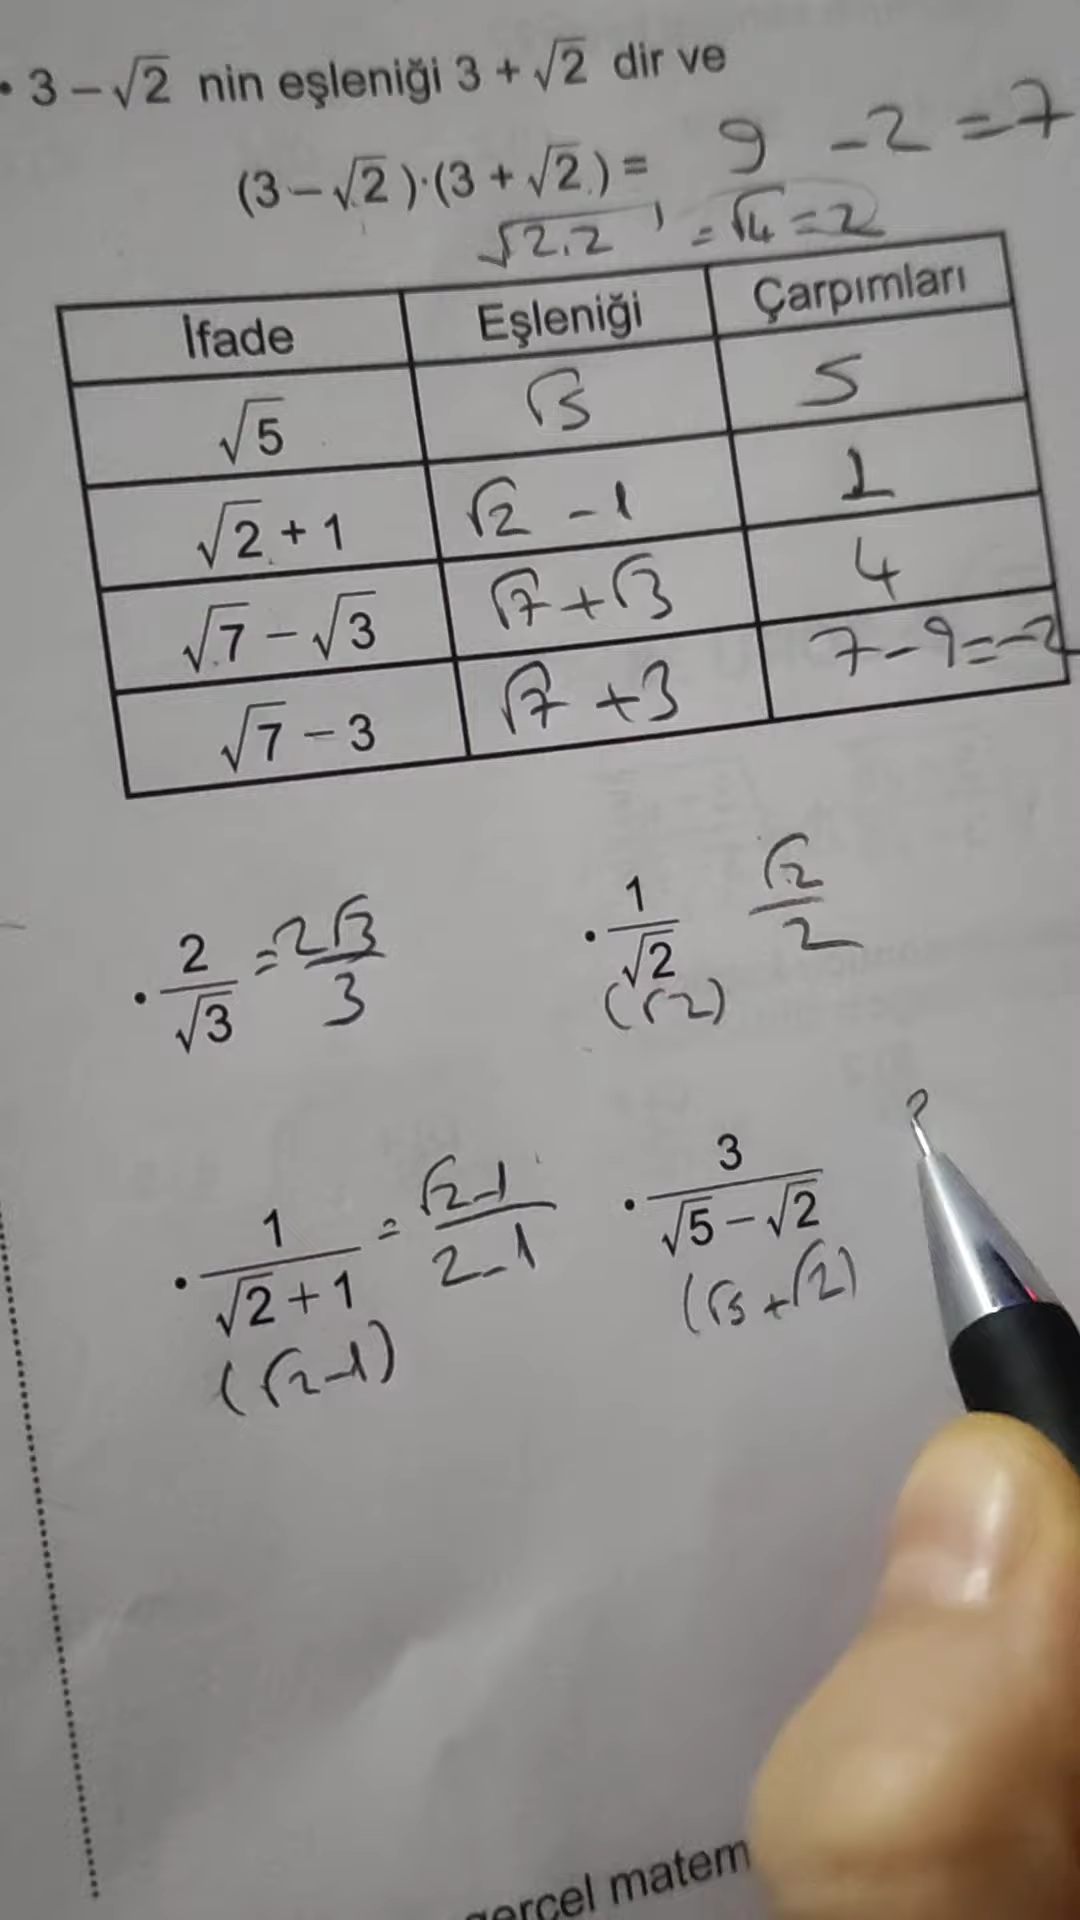 • 3 – √2 nin eşleniği 3 + √2 dir ve
(3 – √2)·(3 + √2) = 9 – 2 = 7
√2.2 = √4 = 2
İfade Eşleniği Çarpımları
√5 √5 5
√2 + 1 √2 – 1 1
√7 – √3 √7 + √3 4
√7 – 3 √7 + 3 7 – 9 = –2
• 2/√3 = 2√3/3 • 1/√2 √2/2
(√2)
• 1/(√2 + 1) = √2 – 1/2 – 1 • 3/(√5 – √2)
(√2 – 1) (√5 + √2)
matem